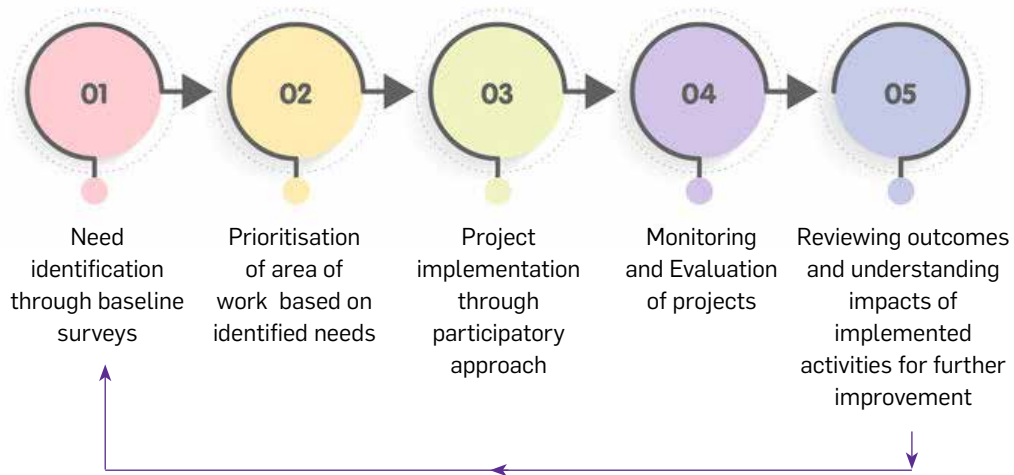 01
02
03
04
05
Need
identification
through baseline
surveys
Prioritisation
of area of
work based on
identified needs
Project
implementation
through
participatory
approach
Monitoring
and Evaluation
of projects
Reviewing outcomes
and understanding
impacts of
implemented
activities for further
improvement